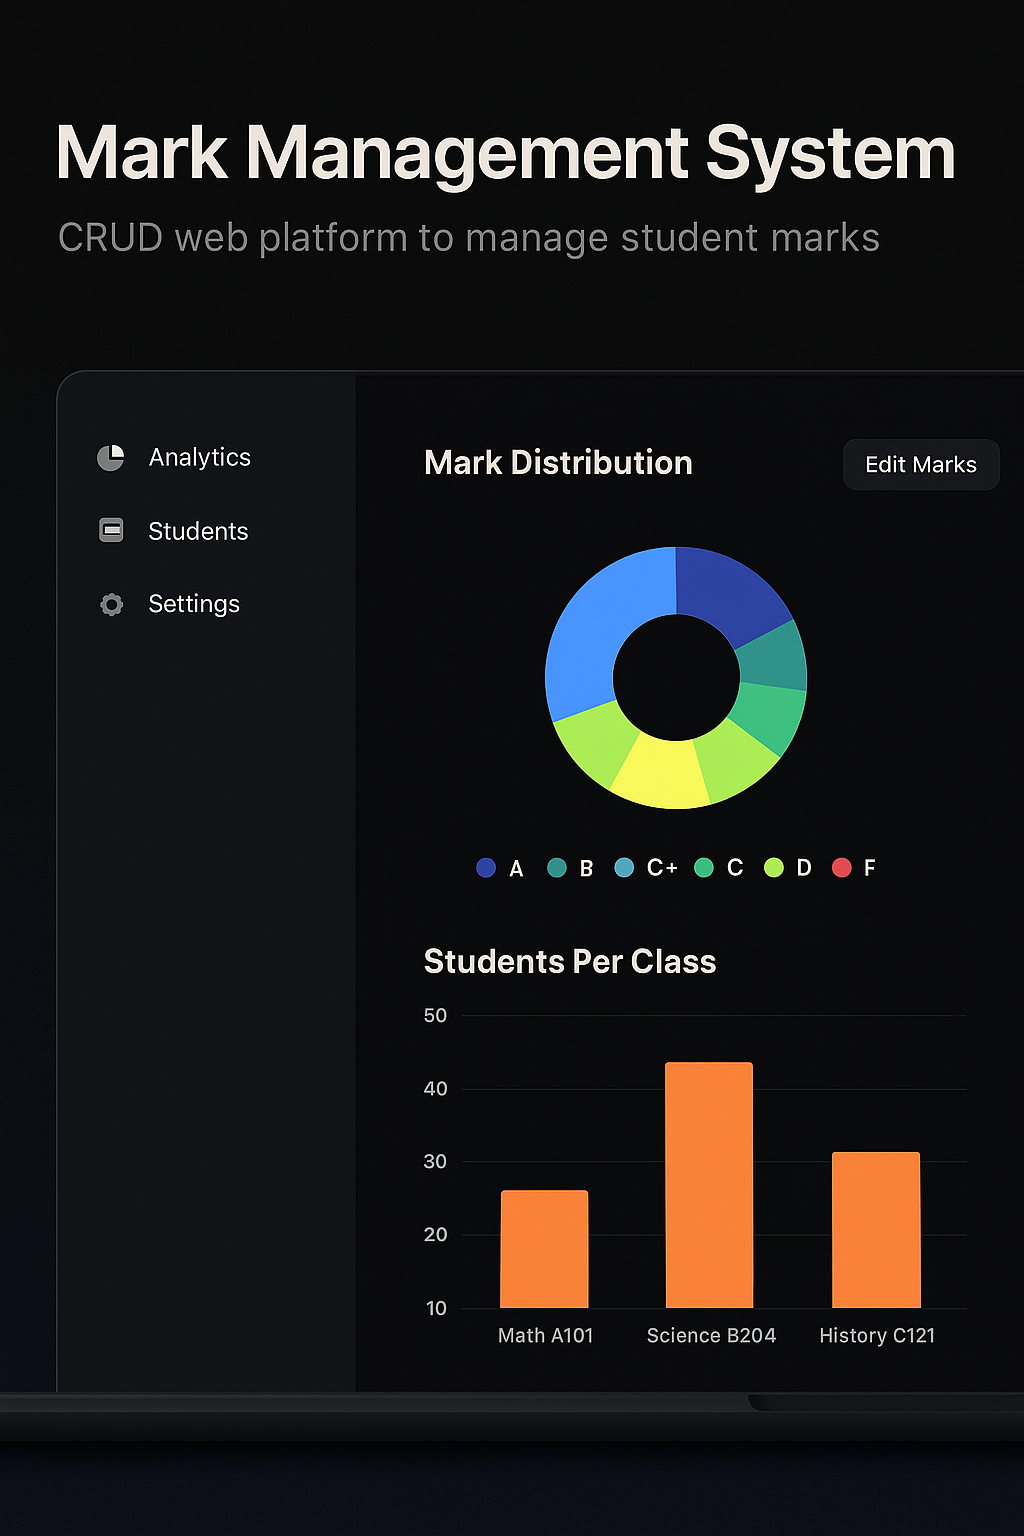 Mark Management System
CRUD web platform to manage student marks
Analytics
Students
Settings
Mark Distribution
Edit Marks
A B C+ C D F
Students Per Class
50
40
30
20
10
Math A101 Science B204 History C121